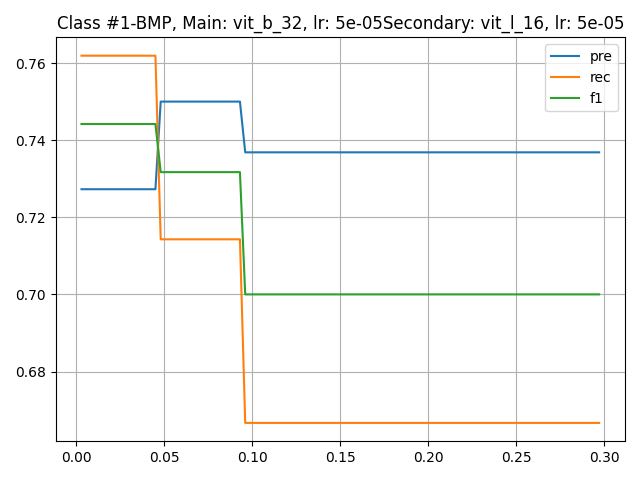 Class #1-BMP, Main: vit_b_32, lr: 5e-05Secondary: vit_l_16, lr: 5e-05
pre
rec
f1
0.76
0.74
0.72
0.70
0.68
0.00 0.05 0.10 0.15 0.20 0.25 0.30